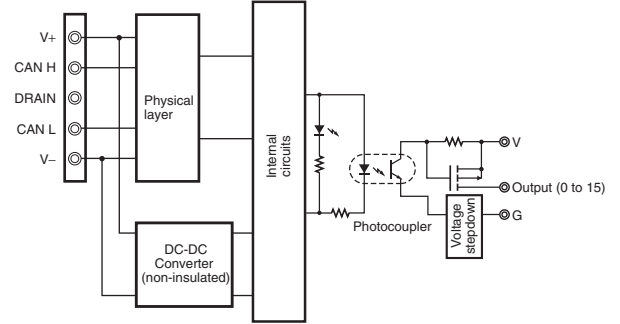 V+
CAN H
DRAIN
CAN L
V–
Physical
layer
DC-DC
Converter
(non-insulated)
Internal
circuits
Photocoupler
Voltage
stepdown
V
Output (0 to 15)
G